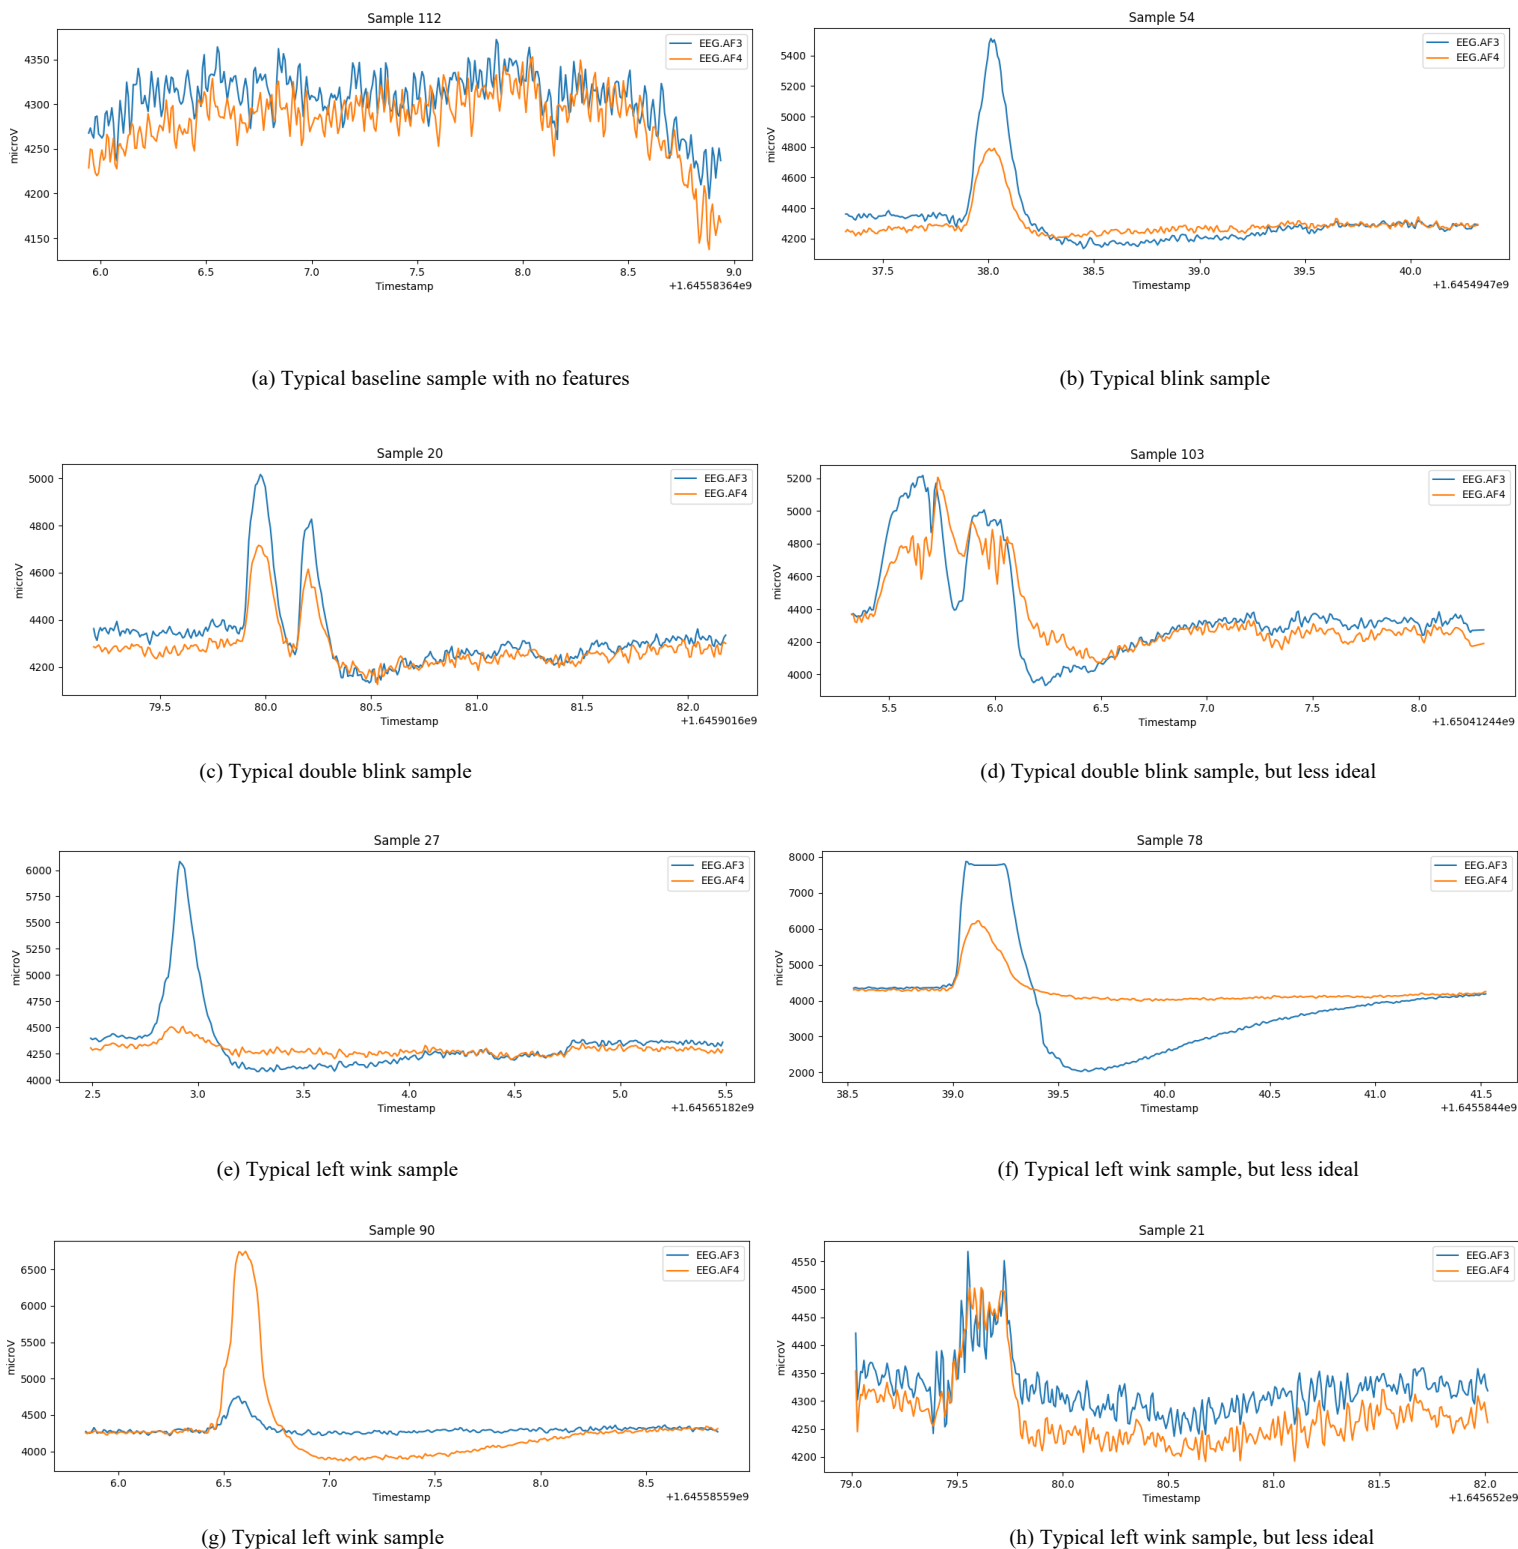 Sample 112
EEG.AF3
EEG.AF4
microV
4350
4300
4250
4200
4150
6.0 6.5 7.0 7.5 8.0 8.5 9.0
Timestamp
+1.64558364e9
(a) Typical baseline sample with no features
Sample 54
EEG.AF3
EEG.AF4
microV
5400
5200
5000
4800
4600
4400
4200
37.5 38.0 38.5 39.0 39.5 40.0
Timestamp
+1.6454947e9
(b) Typical blink sample
Sample 20
EEG.AF3
EEG.AF4
microV
5000
4800
4600
4400
4200
79.5 80.0 80.5 81.0 81.5 82.0
Timestamp
+1.6459016e9
(c) Typical double blink sample
Sample 103
EEG.AF3
EEG.AF4
microV
5200
5000
4800
4600
4400
4200
4000
5.5 6.0 6.5 7.0 7.5 8.0
Timestamp
+1.65041244e9
(d) Typical double blink sample, but less ideal
Sample 27
EEG.AF3
EEG.AF4
microV
6000
5750
5500
5250
5000
4750
4500
4250
4000
2.5 3.0 3.5 4.0 4.5 5.0 5.5
Timestamp
+1.64565182e9
(e) Typical left wink sample
Sample 78
EEG.AF3
EEG.AF4
microV
8000
7000
6000
5000
4000
3000
2000
38.5 39.0 39.5 40.0 40.5 41.0 41.5
Timestamp
+1.6455844e9
(f) Typical left wink sample, but less ideal
Sample 90
EEG.AF3
EEG.AF4
microV
6500
6000
5500
5000
4500
4000
6.0 6.5 7.0 7.5 8.0 8.5
Timestamp
+1.64558559e9
(g) Typical left wink sample
Sample 21
EEG.AF3
EEG.AF4
microV
4550
4500
4450
4400
4350
4300
4250
4200
79.0 79.5 80.0 80.5 81.0 81.5 82.0
Timestamp
+1.645652e9
(h) Typical left wink sample, but less ideal